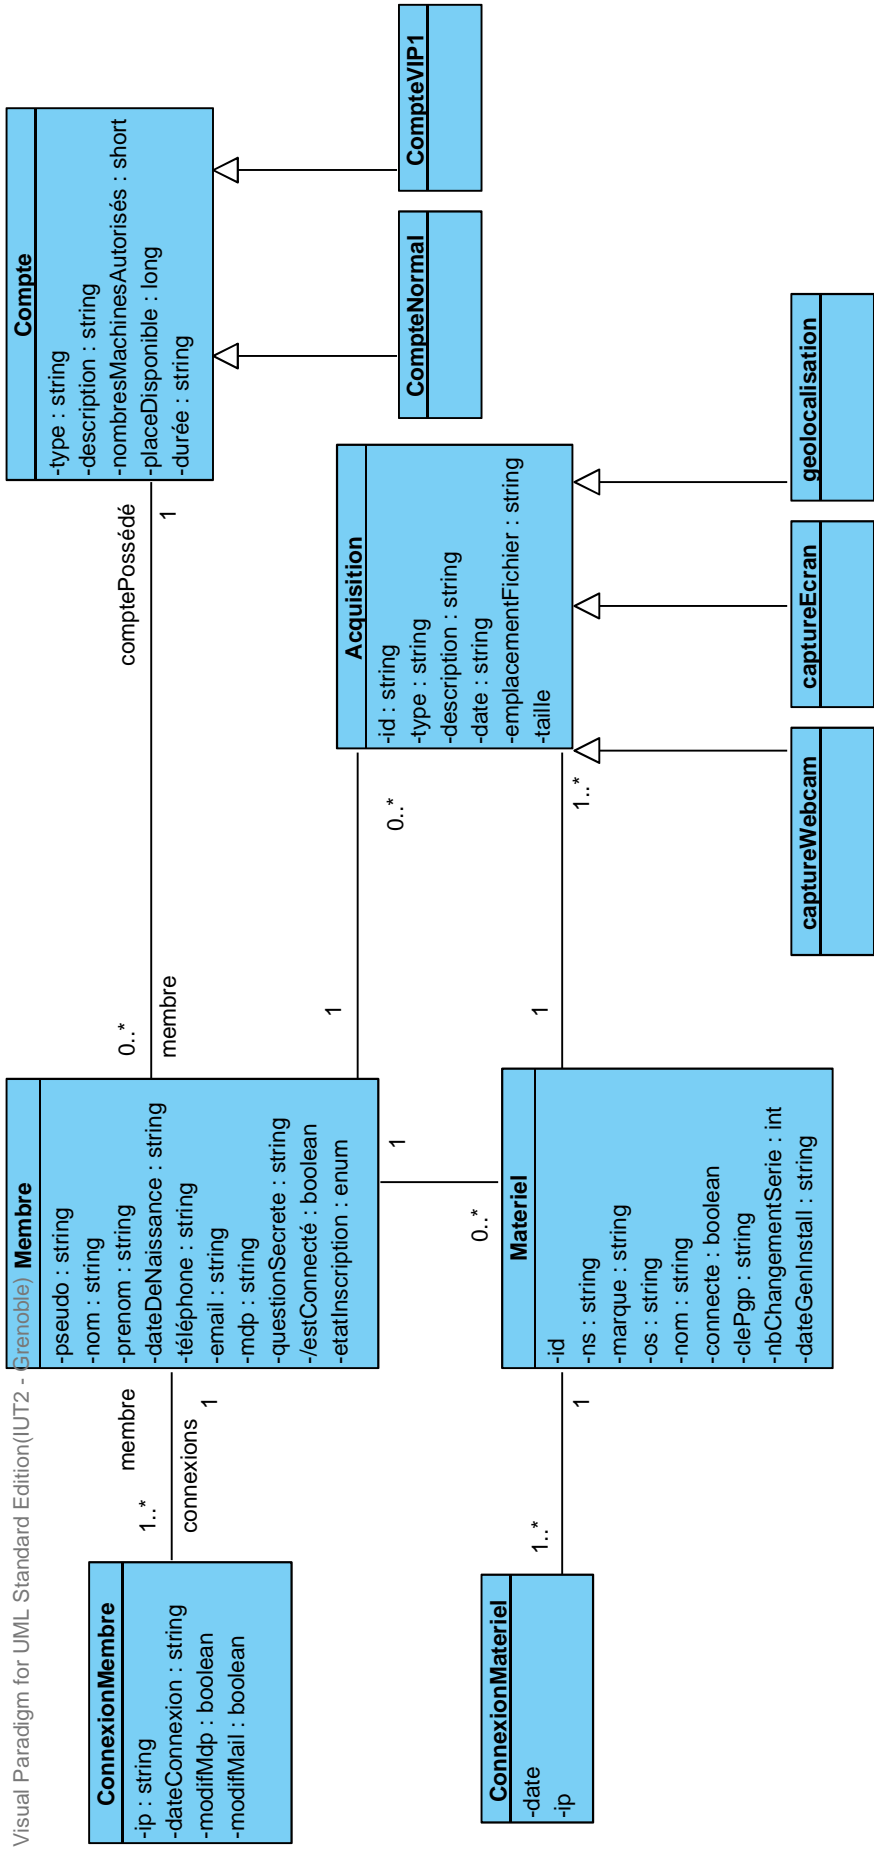 Visual Paradigm for UML Standard Edition(IUT2 - Grenoble)
ConnexionMembre
-ip : string
-dateConnexion : string
-modifMdp : boolean
-modifMail : boolean
1..*
connexions
membre
1
Membre
-pseudo : string
-nom : string
-prenom : string
-dateDeNaissance : string
-téléphone : string
-email : string
-mdp : string
-questionSecrete : string
-/estConnecté : boolean
-etatInscription : enum
0..*
membre
comptePossédé
1
Compte
-type : string
-description : string
-nombresMachinesAutorisés : short
-placeDisponible : long
-durée : string
CompteNormal
CompteVIP1
1
0..*
Acquisition
-id : string
-type : string
-description : string
-date : string
-emplacementFichier : string
-taille
1
0..*
ConnexionMateriel
-date
-ip
1..*
1
Materiel
-id
-ns : string
-marque : string
-os : string
-nom : string
-connecte : boolean
-clePgp : string
-nbChangementSerie : int
-dateGenInstall : string
1
1..*
captureWebcam
captureEcran
geolocalisation